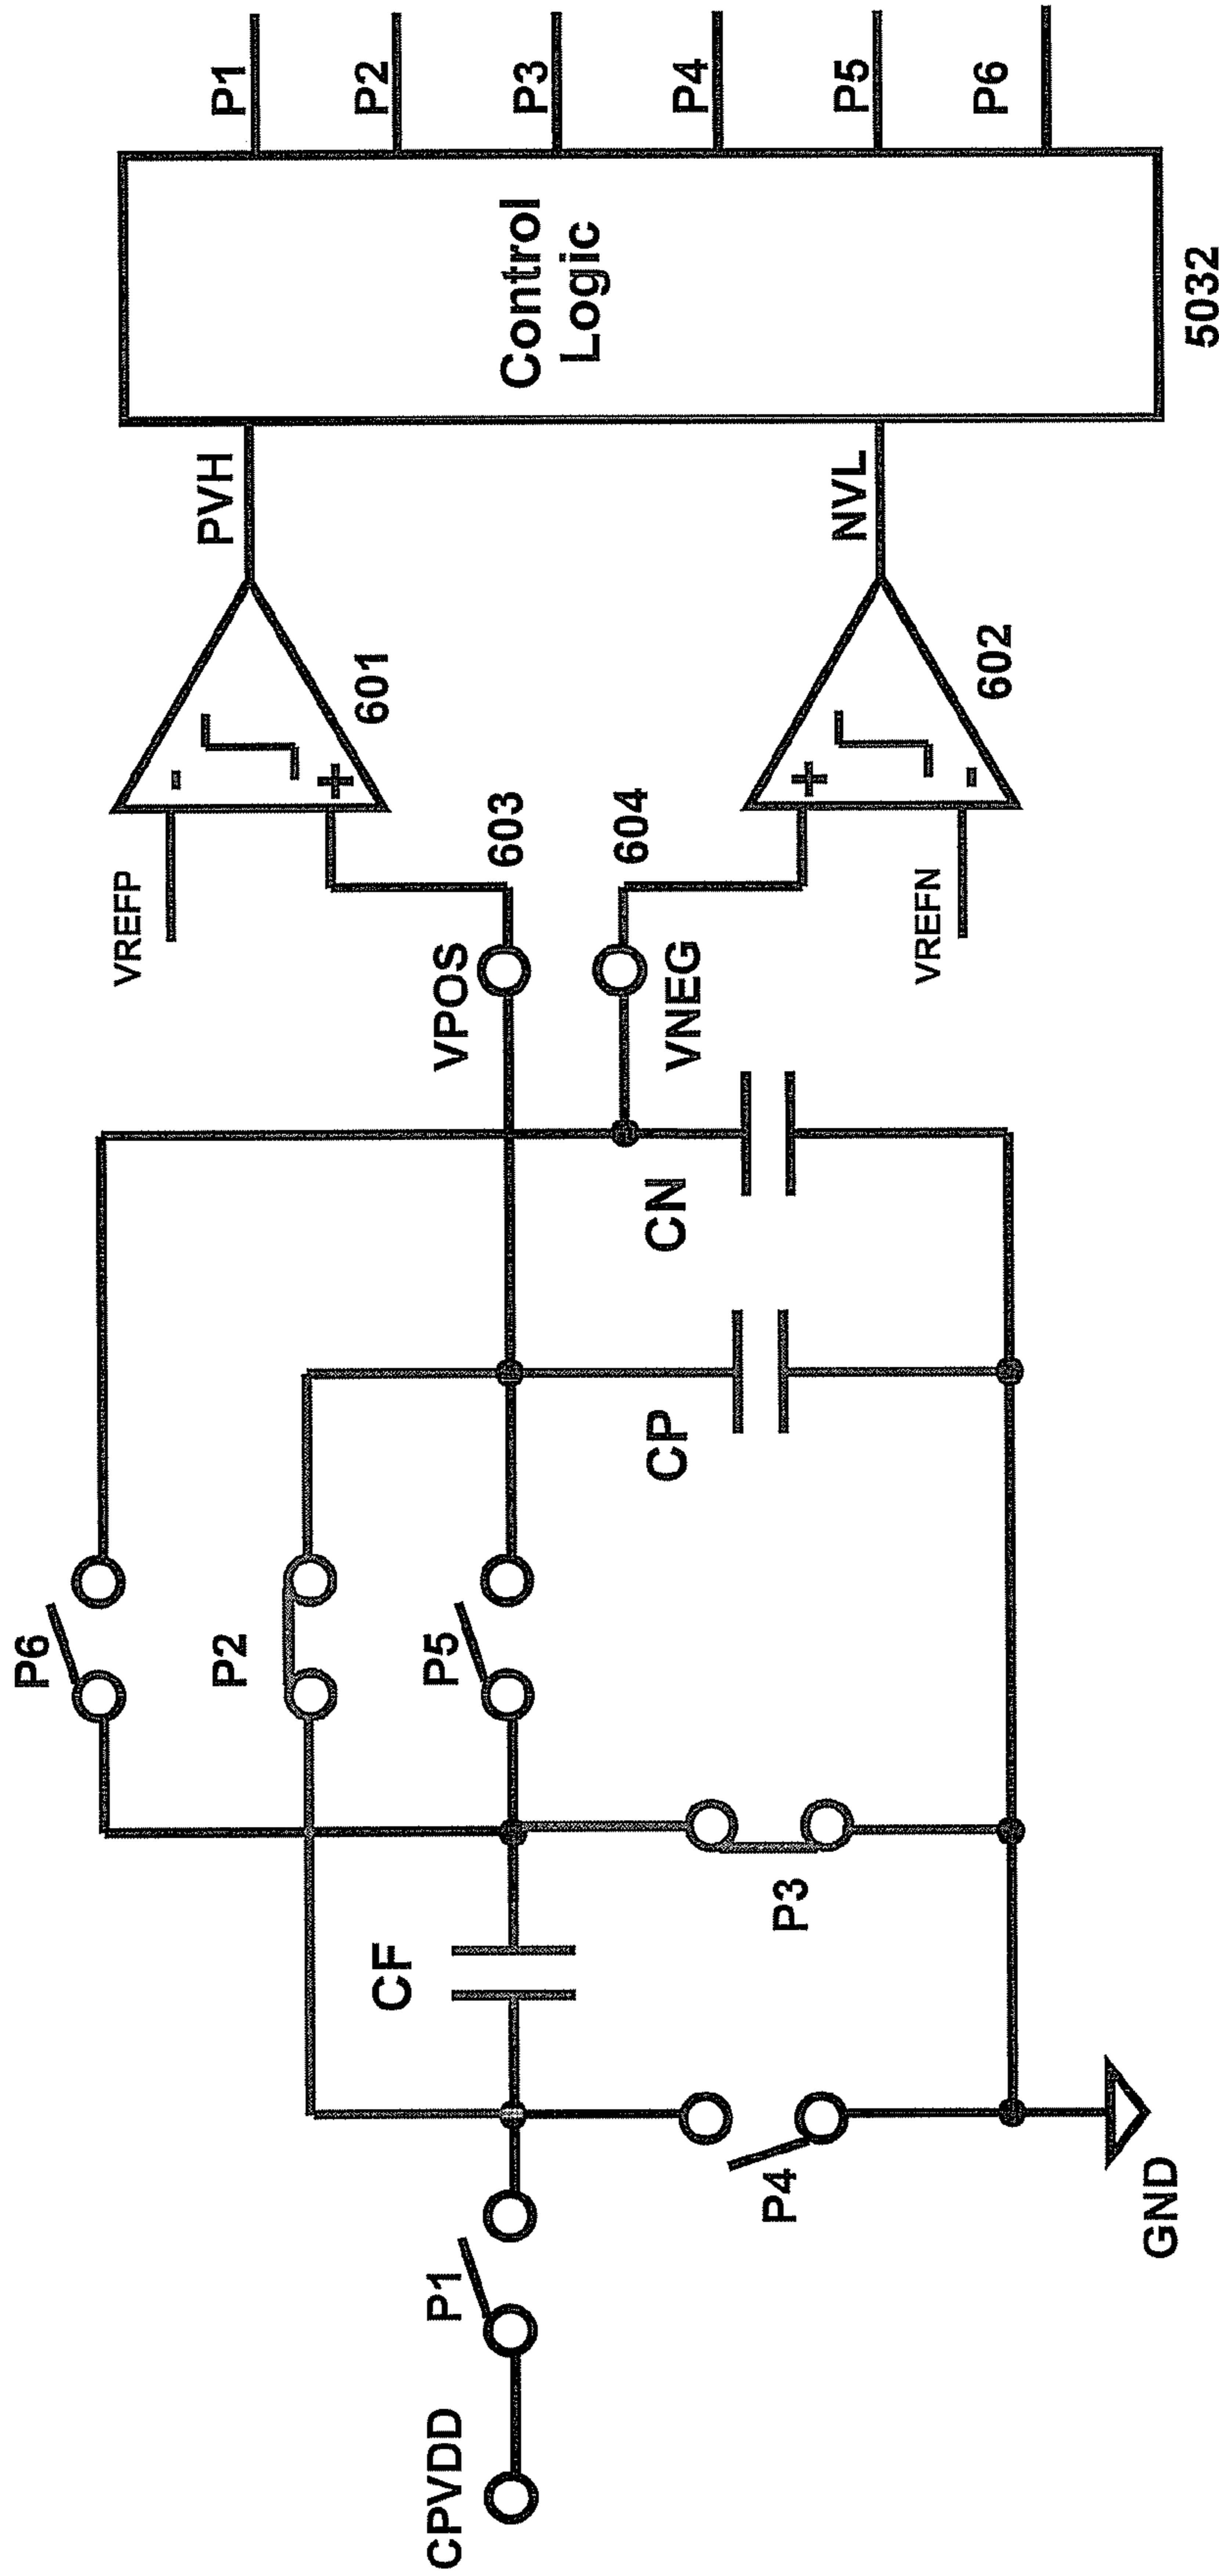 P6
P2
P5
CPVDD
P1
CF
P4
P3
GND
CP
CN
VPOS
603
VNEG
604
VREFP
-
+
601
PVH
VREFN
+
-
602
NVL
Control
Logic
5032
P1
P2
P3
P4
P5
P6